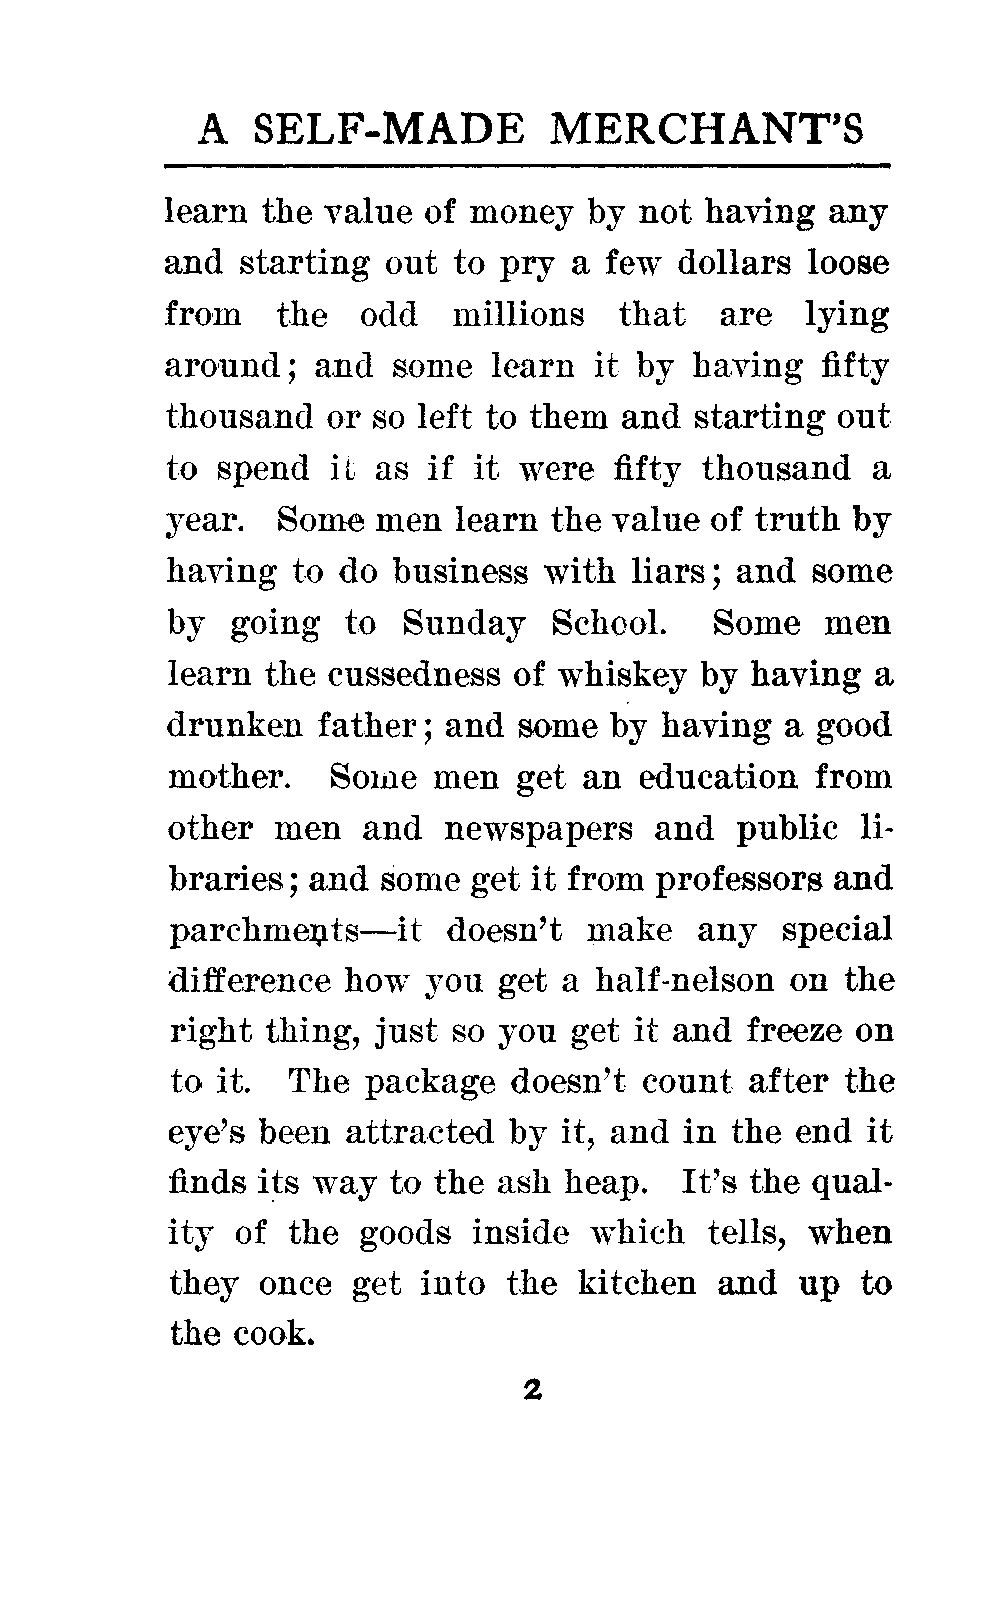 A SELF-MADE MERCHANT'S
learn the value of money by not having any
and starting out to pry a few dollars loose
from the odd millions that are lying
around; and some learn it by having fifty
thousand or so left to them and starting out
to spend it as if it were fifty thousand a
year. Some men learn the value of truth by
having to do business with liars; and some
by going to Sunday School. Some men
learn the cussedness of whiskey by having a
drunken father; and some by having a good
mother. Some men get an education from
other men and newspapers and public li-
braries; and some get it from professors and
parchments—it doesn't make any special
difference how you get a half-nelson on the
right thing, just so you get it and freeze on
to it. The package doesn't count after the
eye's been attracted by it, and in the end it
finds its way to the ash heap. It's the qual-
ity of the goods inside which tells, when
they once get into the kitchen and up to
the cook.
2